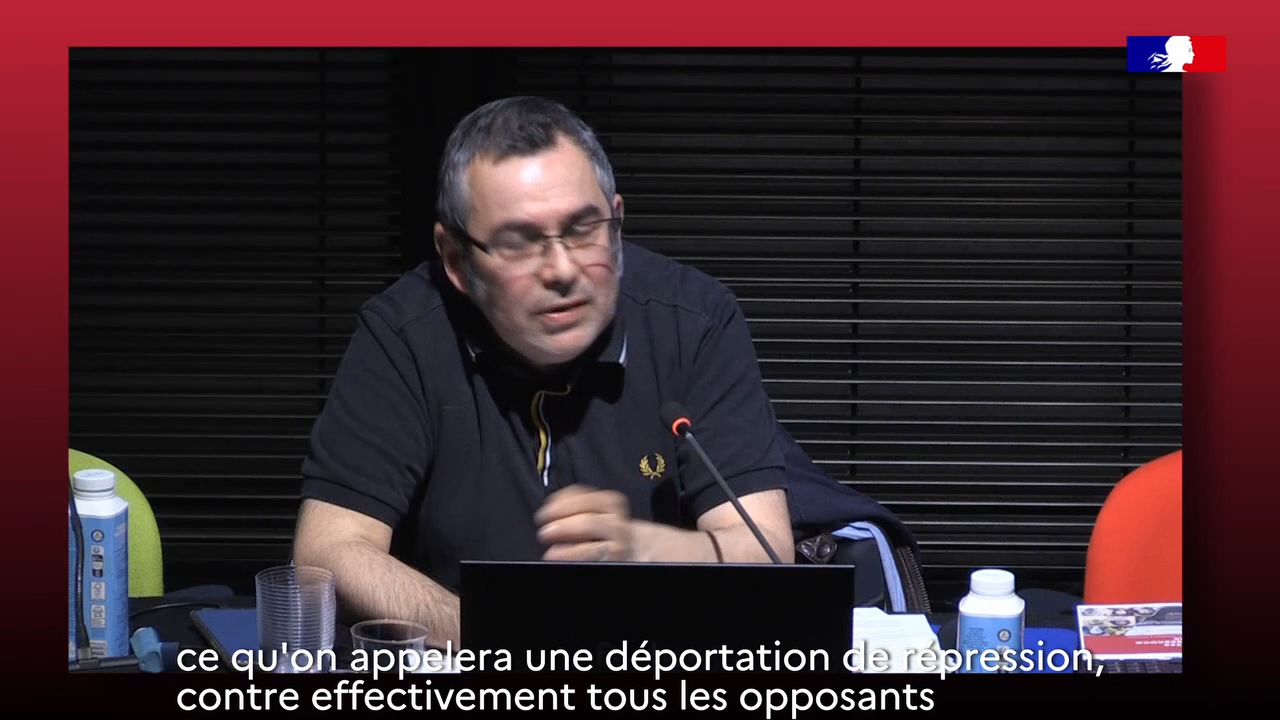 ce qu'on appelera une déportation de répression,
contre effectivement tous les opposants